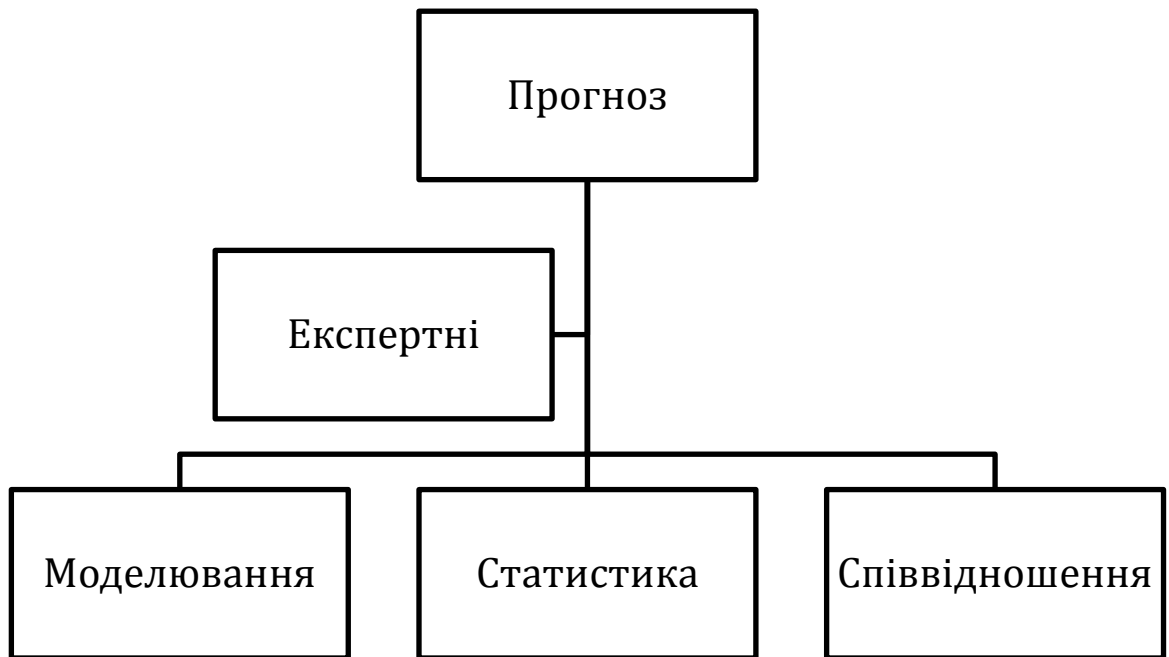 Прогноз
Експертні
Моделювання
Статистика
Співвідношення